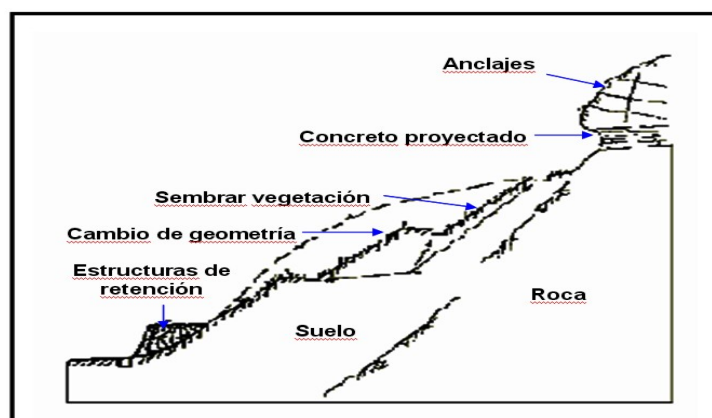 Anclajes
Concreto proyectado
Sembrar vegetación
Cambio de geometría
Estructuras de
retención
Roca
Suelo